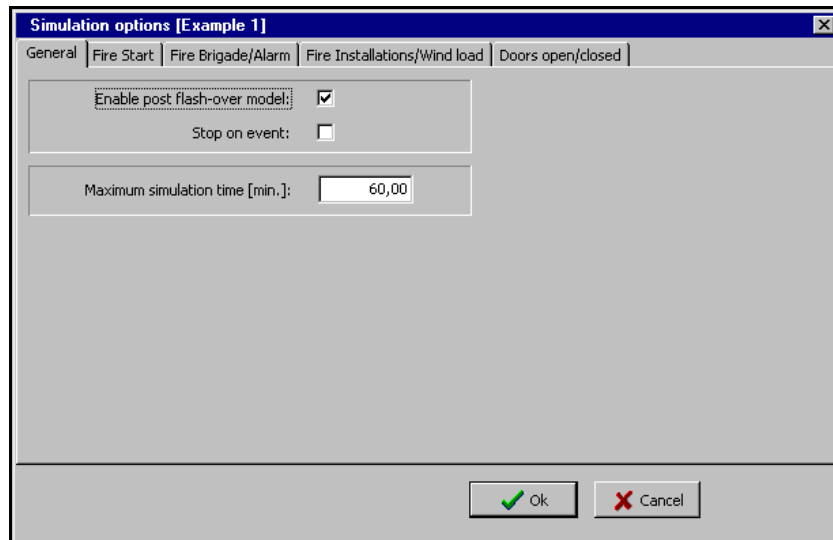 Simulation options [Example 1]
General Fire Start Fire Brigade/Alarm Fire Installations/Wind load Doors open/closed
Enable post flash-over model:
Stop on event:
Maximum simulation time [min.]: 60,00
Ok Cancel